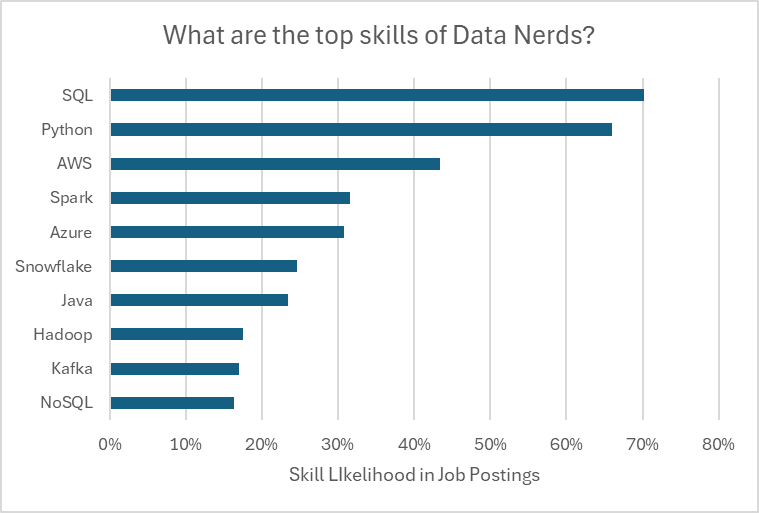 What are the top skills of Data Nerds?
SQL
Python
AWS
Spark
Azure
Snowflake
Java
Hadoop
Kafka
NoSQL
0% 10% 20% 30% 40% 50% 60% 70% 80%
Skill LIkelihood in Job Postings